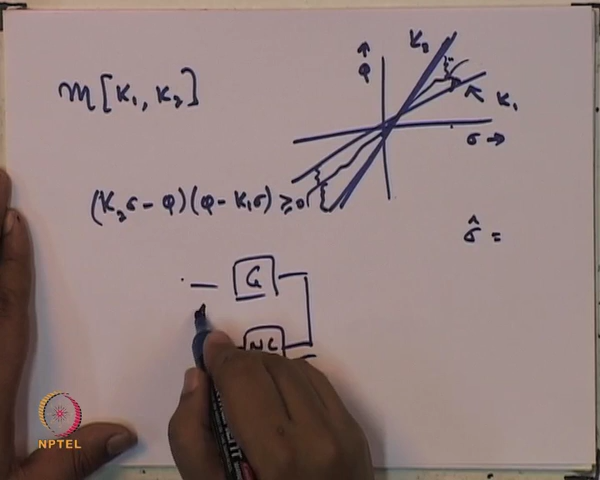 m[K₁, K₂]
φ ↑
K₂
K₁
σ →
(K₂σ - φ)(φ - K₁σ) ≥ 0
σ̂ =
G
NL
NPTEL